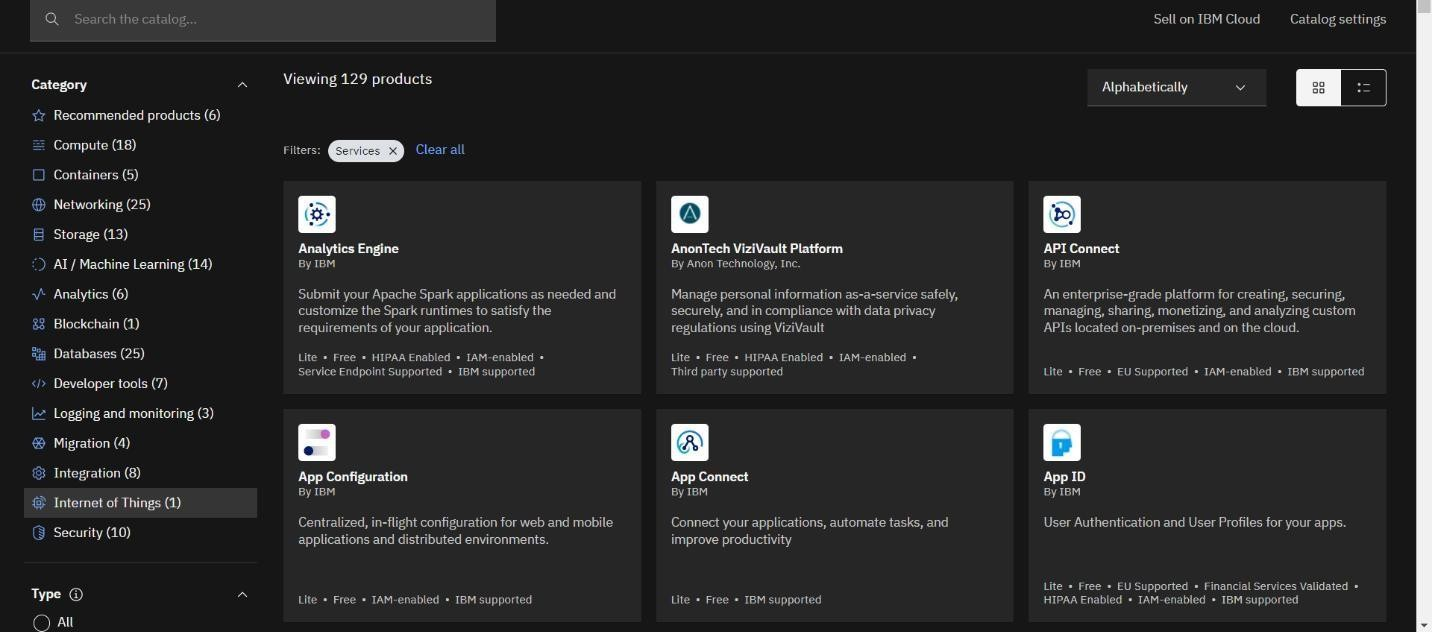 Search the catalog...
Sell on IBM Cloud
Catalog settings
Category
Recommended products (6)
Compute (18)
Containers (5)
Networking (25)
Storage (13)
AI / Machine Learning (14)
Analytics (6)
Blockchain (1)
Databases (25)
Developer tools (7)
Logging and monitoring (3)
Migration (4)
Integration (8)
Internet of Things (1)
Security (10)
Type
All
Viewing 129 products
Alphabetically
Filters: Services Clear all
Analytics Engine
By IBM
Submit your Apache Spark applications as needed and
customize the Spark runtimes to satisfy the
requirements of your application.
Lite • Free • HIPAA Enabled • IAM-enabled •
Service Endpoint Supported • IBM supported
AnonTech ViziVault Platform
By Anon Technology, Inc.
Manage personal information as-a-service safely,
securely, and in compliance with data privacy
regulations using ViziVault
Lite • Free • HIPAA Enabled • IAM-enabled •
Third party supported
API Connect
By IBM
An enterprise-grade platform for creating, securing,
managing, sharing, monetizing, and analyzing custom
APIs located on-premises and on the cloud.
Lite • Free • EU Supported • IAM-enabled • IBM supported
App Configuration
By IBM
Centralized, in-flight configuration for web and mobile
applications and distributed environments.
Lite • Free • IAM-enabled • IBM supported
App Connect
By IBM
Connect your applications, automate tasks, and
improve productivity
Lite • Free • IBM supported
App ID
By IBM
User Authentication and User Profiles for your apps.
Lite • Free • EU Supported • Financial Services Validated •
HIPAA Enabled • IAM-enabled • IBM supported